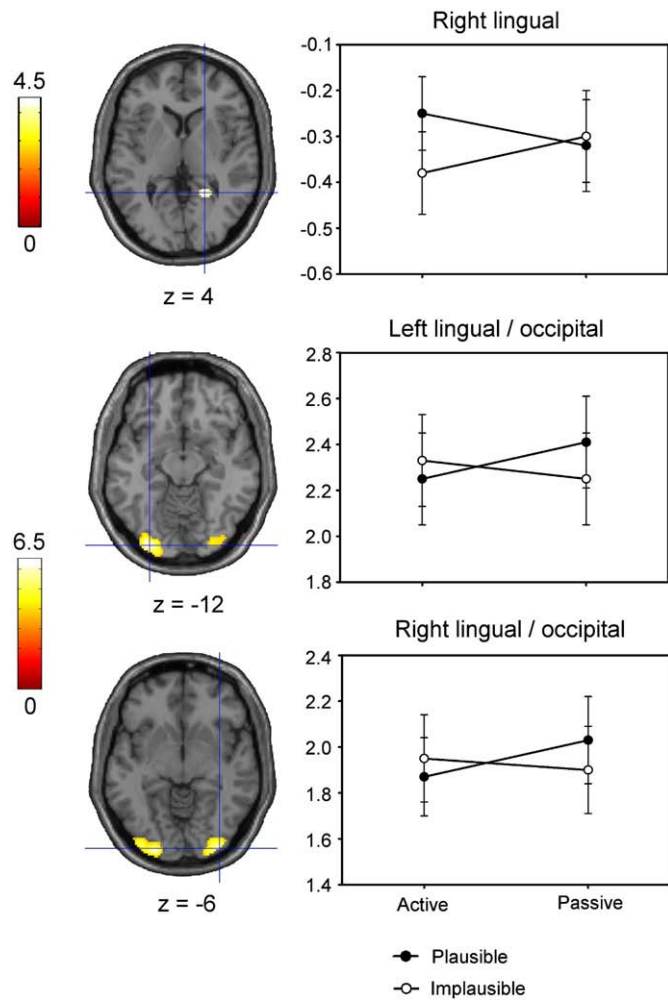 Right lingual
4.5
0
z = 4
-0.1
-0.2
-0.3
-0.4
-0.5
-0.6
Left lingual / occipital
2.8
2.6
2.4
2.2
2.0
1.8
6.5
0
z = -12
Right lingual / occipital
2.4
2.2
2.0
1.8
1.6
1.4
z = -6
Active Passive
Plausible
Implausible